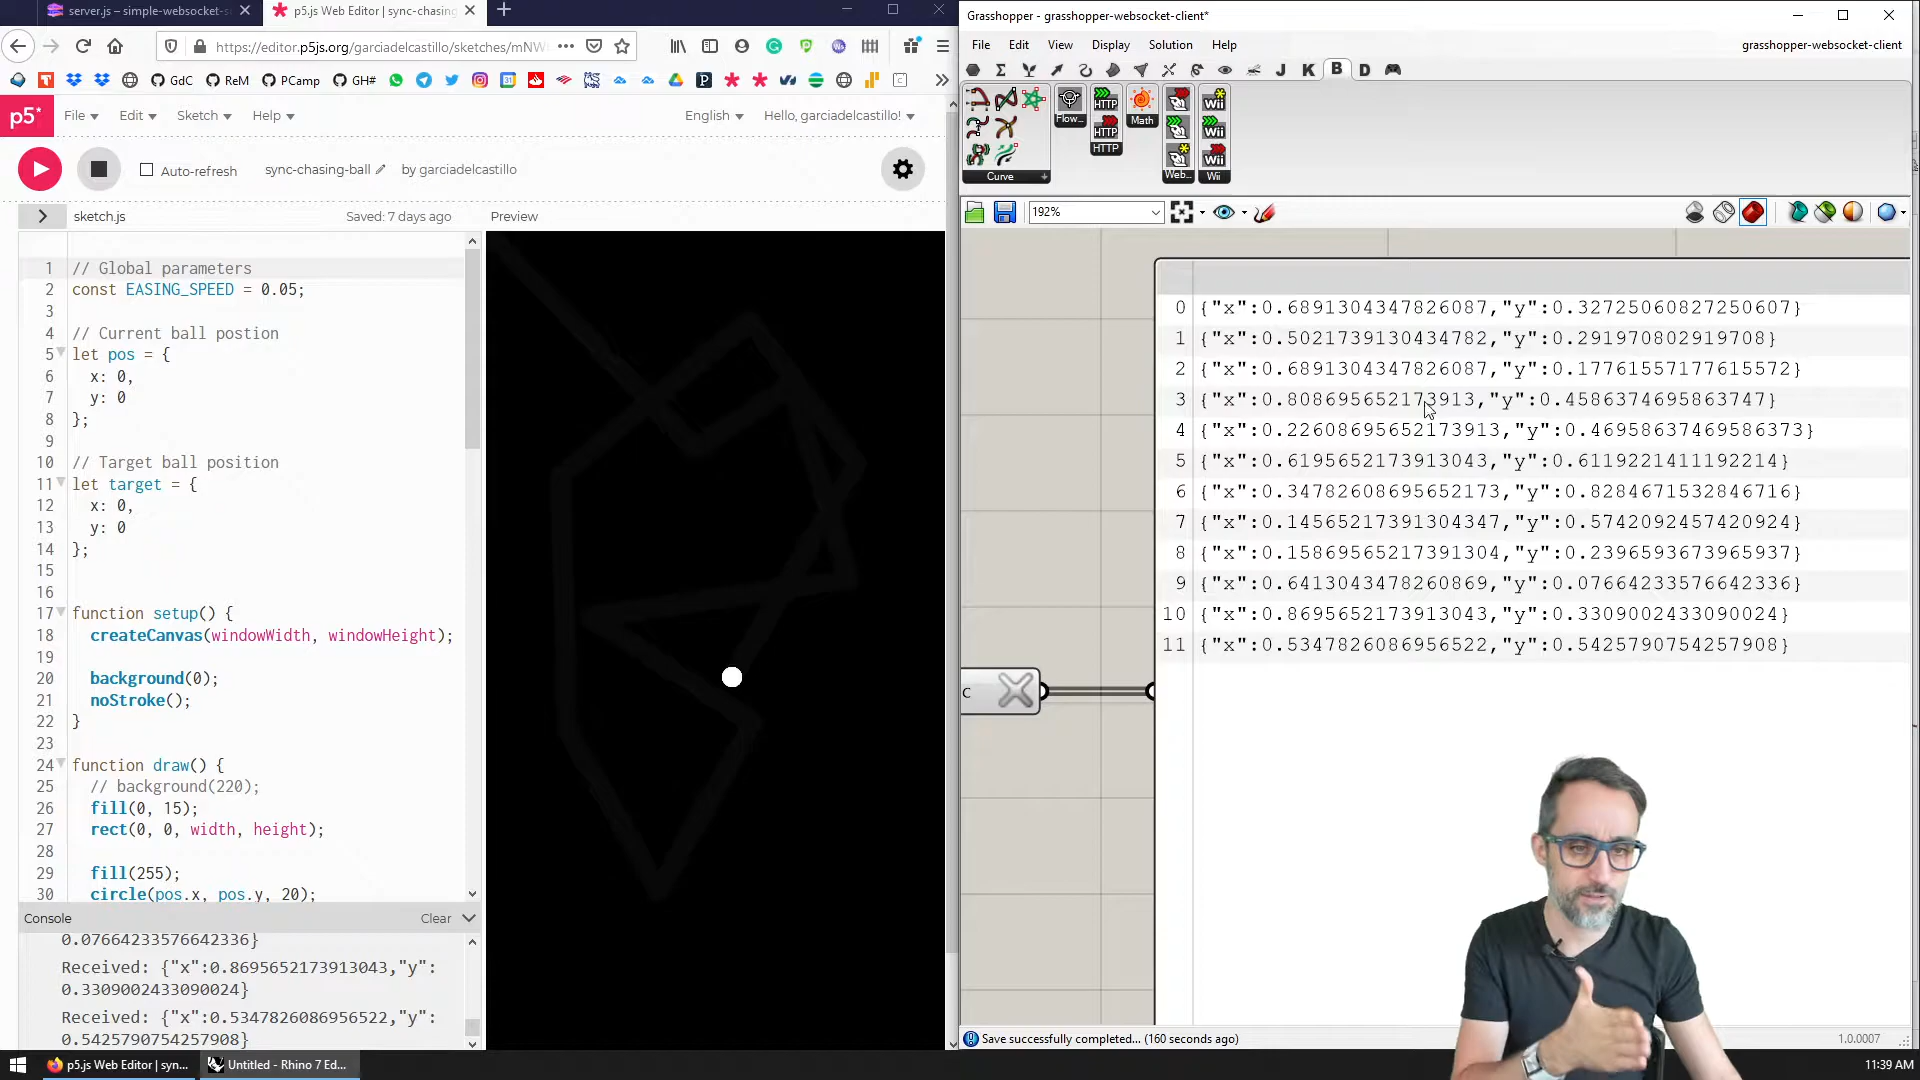 server.js – simple-websocket-s
p5.js Web Editor | sync-chasing-
https://editor.p5js.org/garciadelcastillo/sketches/mNW
GdC
ReM
PCamp
GH#
p5*
File
Edit
Sketch
Help
English
Hello, garciadelcastillo!
Auto-refresh
sync-chasing-ball
by garciadelcastillo
sketch.js
Saved: 7 days ago
Preview
1 // Global parameters
2 const EASING_SPEED = 0.05;
3
4 // Current ball postion
5 let pos = {
6 x: 0,
7 y: 0
8 };
9
10 // Target ball position
11 let target = {
12 x: 0,
13 y: 0
14 };
15
16
17 function setup() {
18 createCanvas(windowWidth, windowHeight);
19
20 background(0);
21 noStroke();
22 }
23
24 function draw() {
25 // background(220);
26 fill(0, 15);
27 rect(0, 0, width, height);
28
29 fill(255);
30 circle(pos.x, pos.y, 20);
Console
Clear
0.07664233576642336}
Received: {"x":0.8695652173913043,"y":
0.3309002433090024}
Received: {"x":0.5347826086956522,"y":
0.5425790754257908}
Grasshopper - grasshopper-websocket-client*
File
Edit
View
Display
Solution
Help
grasshopper-websocket-client
J
K
B
D
Curve
Flow...
HTTP
HTTP
HTTP
Math
Web...
Wii
Wii
Wii
Wii
192%
0 {"x":0.6891304347826087,"y":0.32725060827250607}
1 {"x":0.5021739130434782,"y":0.291970802919708}
2 {"x":0.6891304347826087,"y":0.17761557177615572}
3 {"x":0.808695652173913,"y":0.4586374695863747}
4 {"x":0.22608695652173913,"y":0.469586374695863​73}
5 {"x":0.6195652173913043,"y":0.6119221411192214}
6 {"x":0.34782608695652173,"y":0.8284671532846716}
7 {"x":0.14565217391304347,"y":0.5742092457420924}
8 {"x":0.15869565217391304,"y":0.2396593673965937}
9 {"x":0.6413043478260869,"y":0.07664233576642336}
10 {"x":0.8695652173913043,"y":0.3309002433090024}
11 {"x":0.5347826086956522,"y":0.5425790754257908}
C
Save successfully completed... (160 seconds ago)
1.0.0007
p5.js Web Editor | syn...
Untitled - Rhino 7 Ed...
11:39 AM